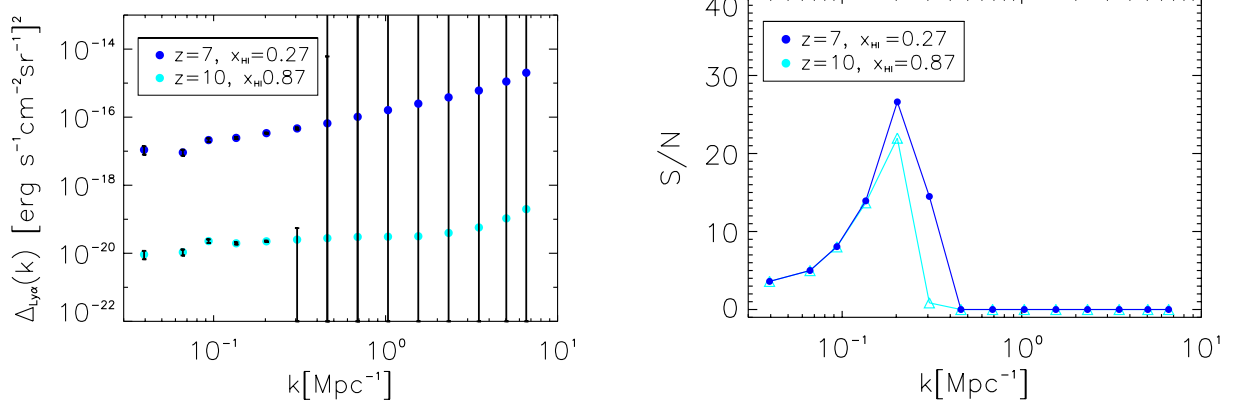 10⁻¹⁴
10⁻¹⁶
10⁻¹⁸
10⁻²⁰
10⁻²²
Δ_Lyα(k) [erg s⁻¹cm⁻²sr⁻¹]²
z=7, x_HI=0.27
z=10, x_HI0.87
10⁻¹ 10⁰ 10¹
k[Mpc⁻¹]
40
30
20
10
0
S/N
z=7, x_HI=0.27
z=10, x_HI=0.87
10⁻¹ 10⁰ 10¹
k[Mpc⁻¹]